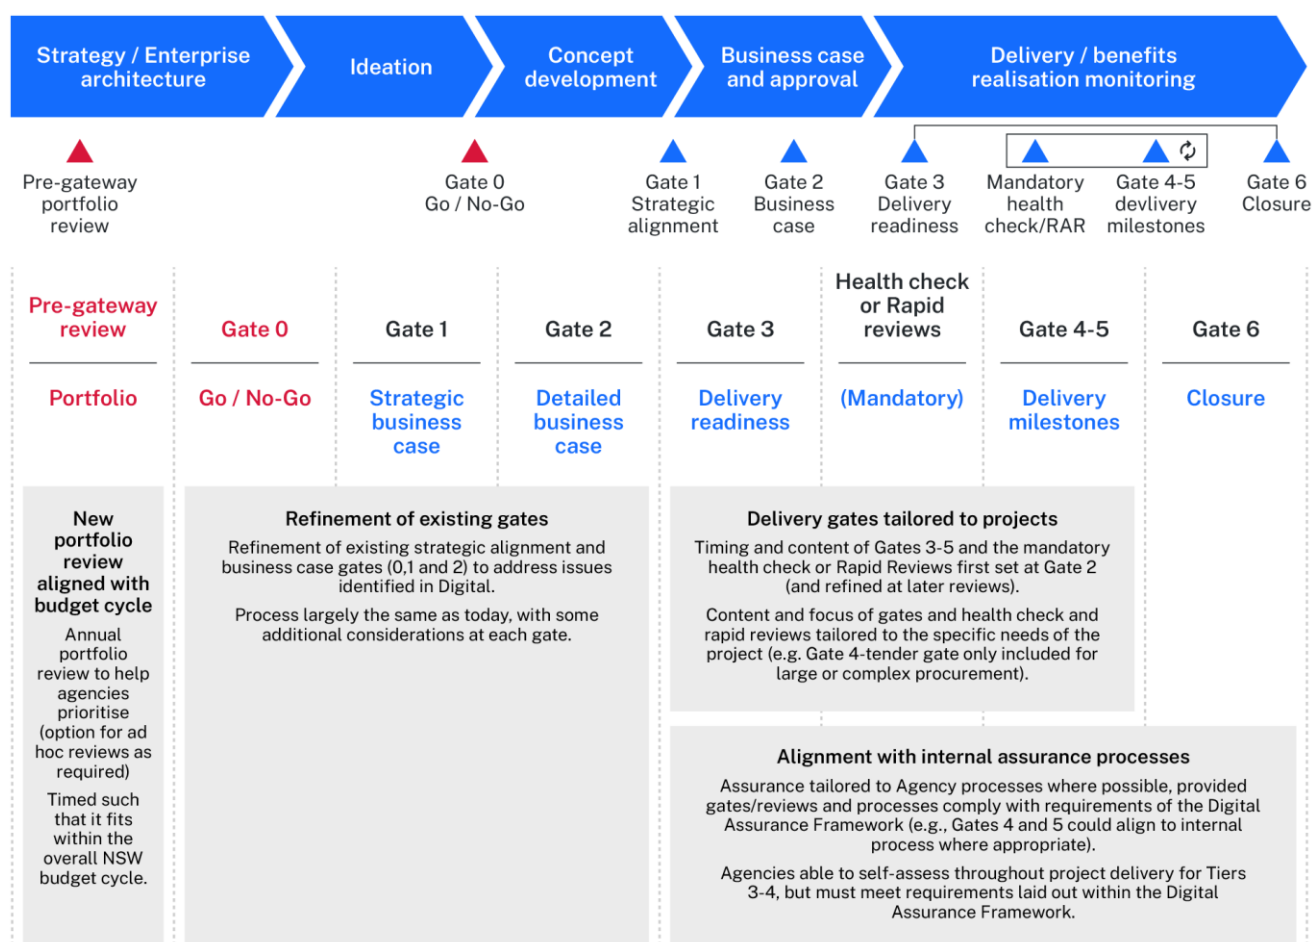 Strategy / Enterprise
architecture
Ideation
Concept
development
Business case
and approval
Delivery / benefits
realisation monitoring
Pre-gateway
portfolio
review
Gate 0
Go / No-Go
Gate 1
Strategic
alignment
Gate 2
Business
case
Gate 3
Delivery
readiness
Mandatory
health
check/RAR
Gate 4-5
devlivery
milestones
Gate 6
Closure
Pre-gateway
review
Portfolio
Gate 0
Go / No-Go
Gate 1
Strategic
business
case
Gate 2
Detailed
business
case
Gate 3
Delivery
readiness
Health check
or Rapid
reviews
(Mandatory)
Gate 4-5
Delivery
milestones
Gate 6
Closure
New
portfolio
review
aligned with
budget cycle
Annual
portfolio
review to help
agencies
prioritise
(option for ad
hoc reviews as
required)
Timed such
that it fits
within the
overall NSW
budget cycle.
Refinement of existing gates
Refinement of existing strategic alignment and
business case gates (0,1 and 2) to address issues
identified in Digital.
Process largely the same as today, with some
additional considerations at each gate.
Delivery gates tailored to projects
Timing and content of Gates 3-5 and the mandatory
health check or Rapid Reviews first set at Gate 2
(and refined at later reviews).
Content and focus of gates and health check and
rapid reviews tailored to the specific needs of the
project (e.g. Gate 4-tender gate only included for
large or complex procurement).
Alignment with internal assurance processes
Assurance tailored to Agency processes where possible, provided
gates/reviews and processes comply with requirements of the Digital
Assurance Framework (e.g., Gates 4 and 5 could align to internal
process where appropriate).
Agencies able to self-assess throughout project delivery for Tiers
3-4, but must meet requirements laid out within the Digital
Assurance Framework.